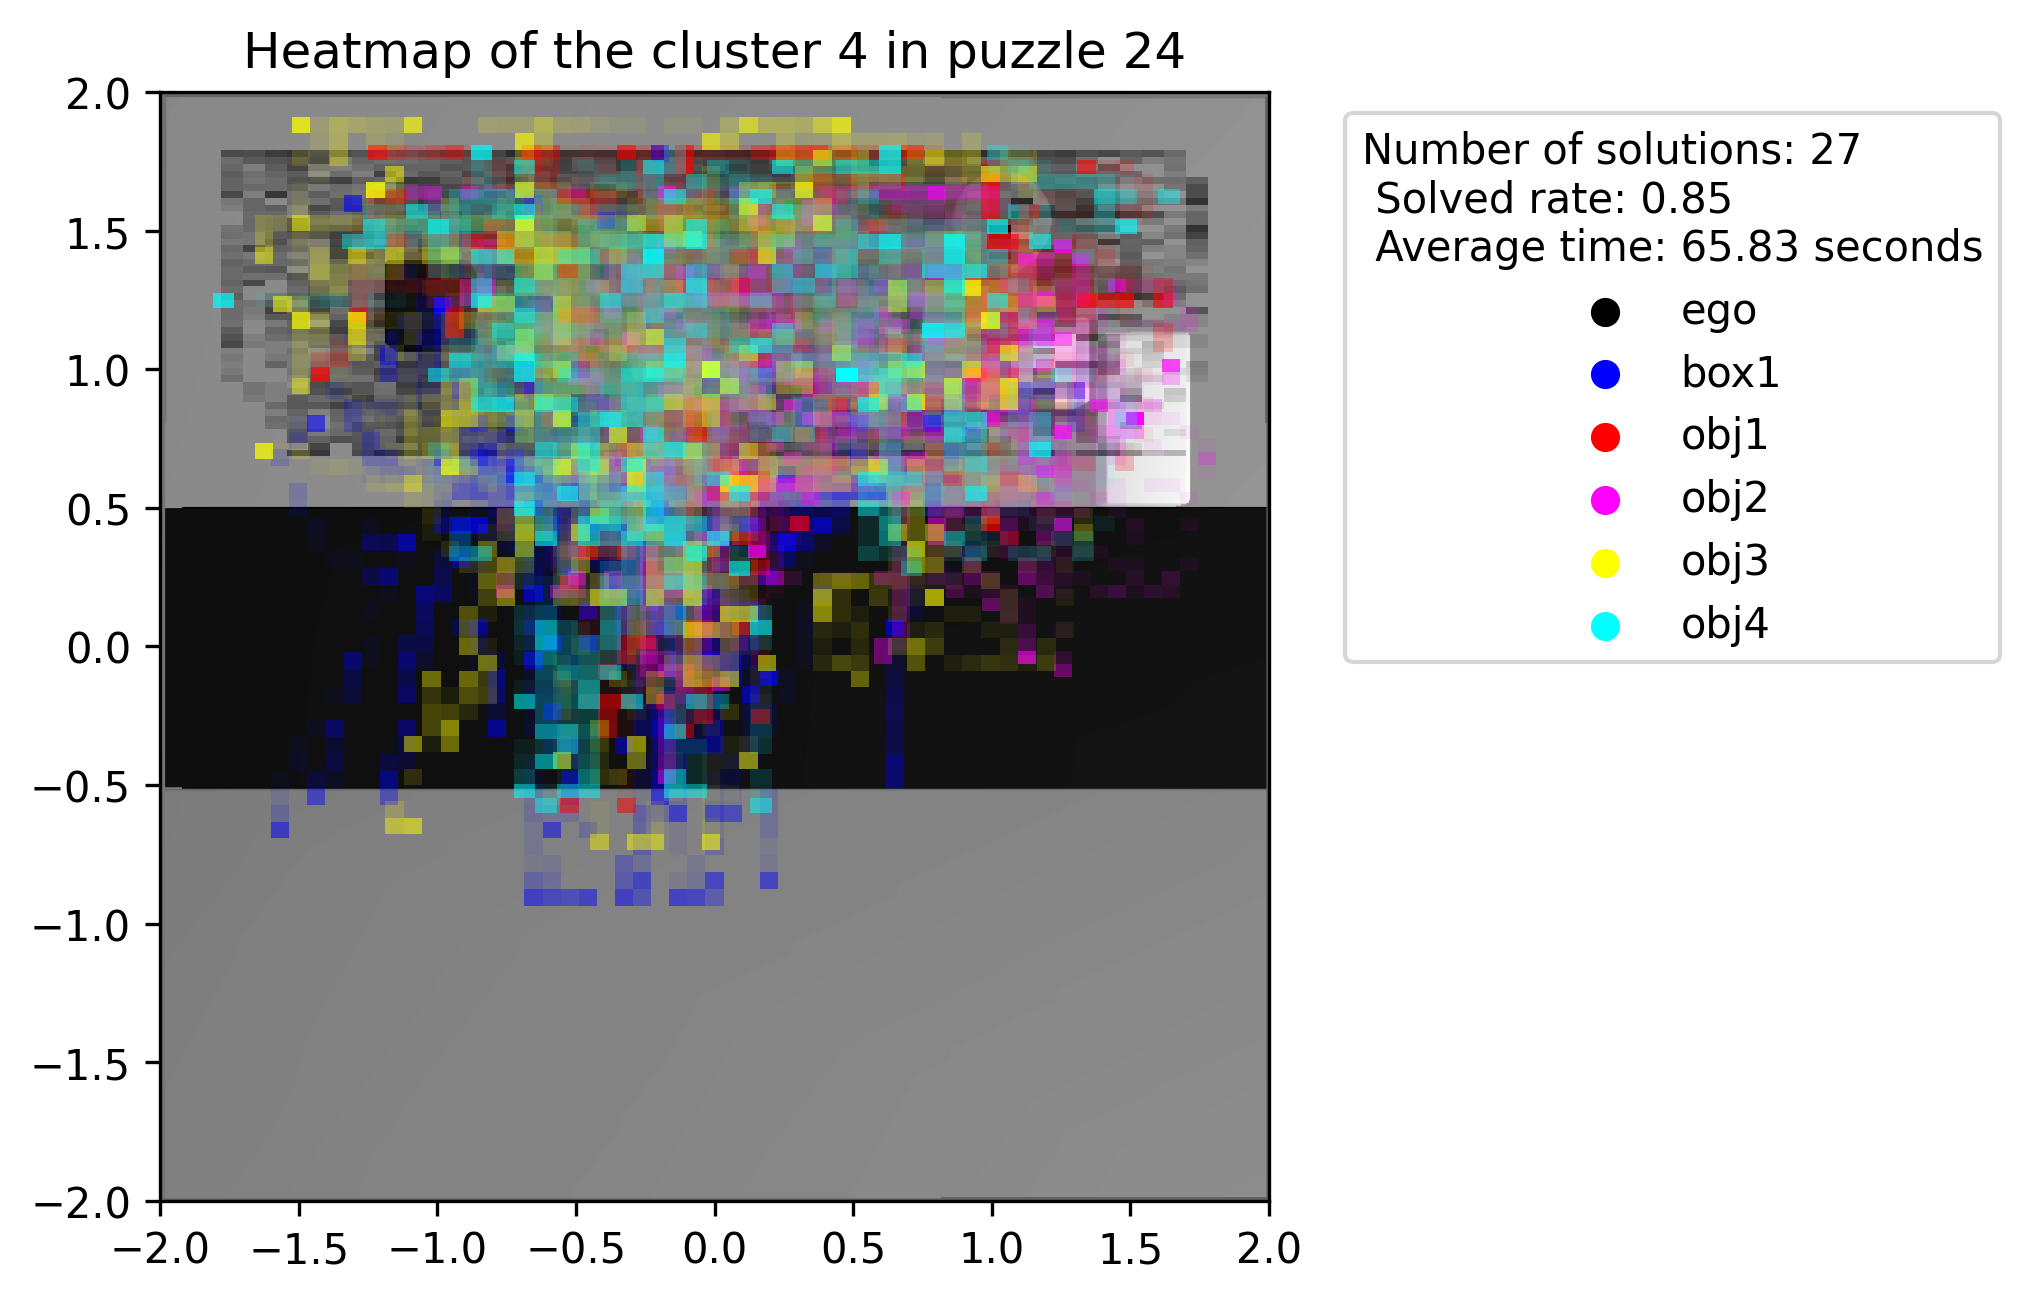 Heatmap of the cluster 4 in puzzle 24
2.0
1.5
1.0
0.5
0.0
−0.5
−1.0
−1.5
−2.0
−2.0 −1.5 −1.0 −0.5 0.0 0.5 1.0 1.5 2.0
Number of solutions: 27
Solved rate: 0.85
Average time: 65.83 seconds
ego
box1
obj1
obj2
obj3
obj4